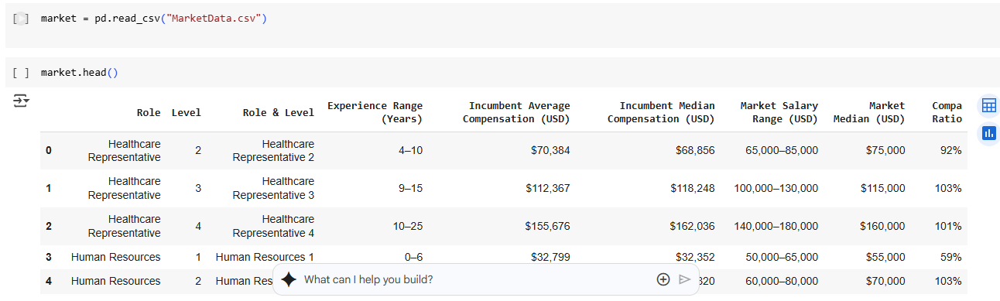 [ ] market = pd.read_csv("MarketData.csv")
[ ] market.head()
Role Level Role & Level Experience Range (Years) Incumbent Average Compensation (USD) Incumbent Median Compensation (USD) Market Salary Range (USD) Market Median (USD) Compa Ratio
0 Healthcare Representative 2 Healthcare Representative 2 4–10 $70,384 $68,856 65,000–85,000 $75,000 92%
1 Healthcare Representative 3 Healthcare Representative 3 9–15 $112,367 $118,248 100,000–130,000 $115,000 103%
2 Healthcare Representative 4 Healthcare Representative 4 10–25 $155,676 $162,036 140,000–180,000 $160,000 101%
3 Human Resources 1 Human Resources 1 0–6 $32,799 $32,352 50,000–65,000 $55,000 59%
4 Human Resources 2 Human 60,000–80,000 $70,000 103%
What can I help you build?